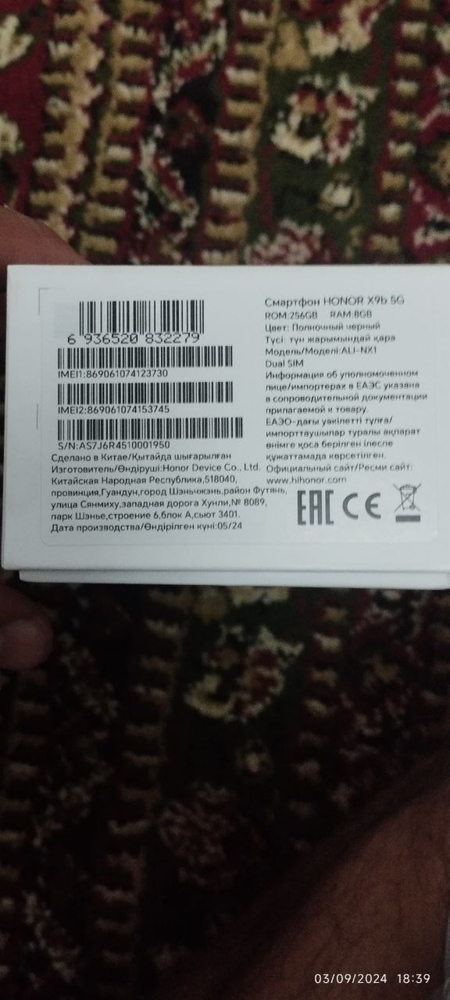 6 936520 832279
IMEI1:869061074123730
IMEI2:869061074153745
S/N:AS7J6R4510001950
Сделано в Китае/Қытайда шығарылған
Изготовитель/Өндіруші:Honor Device Co., Ltd.
Китайская Народная Республика,518040,
провинция,Гуандун,город Шэньчжэнь,район Футянь,
улица Сянмиху,западная дорога Хунли,№ 8089,
парк Шэнье,строение 6,блок А,сьют 3401.
Дата производства/Өндірілген күні:05/24
Смартфон HONOR X9b 5G
ROM:256GB RAM:8GB
Цвет: Полночный черный
Түсі: түн жарымындай қара
Модель/Моделі:ALI-NX1
Dual SIM
Информация об уполномоченном
лице/импортерах в ЕАЭС указана
в сопроводительной документации
прилагаемой к товару.
ЕАЭО-дағы уәкілетті тұлға/
импорттаушылар туралы ақпарат
өнімге қоса берілген ілеспе
құжаттамада көрсетілген.
Официальный сайт/Ресми сайт:
www.hihonor.com
EAC CE
03/09/2024 18:39